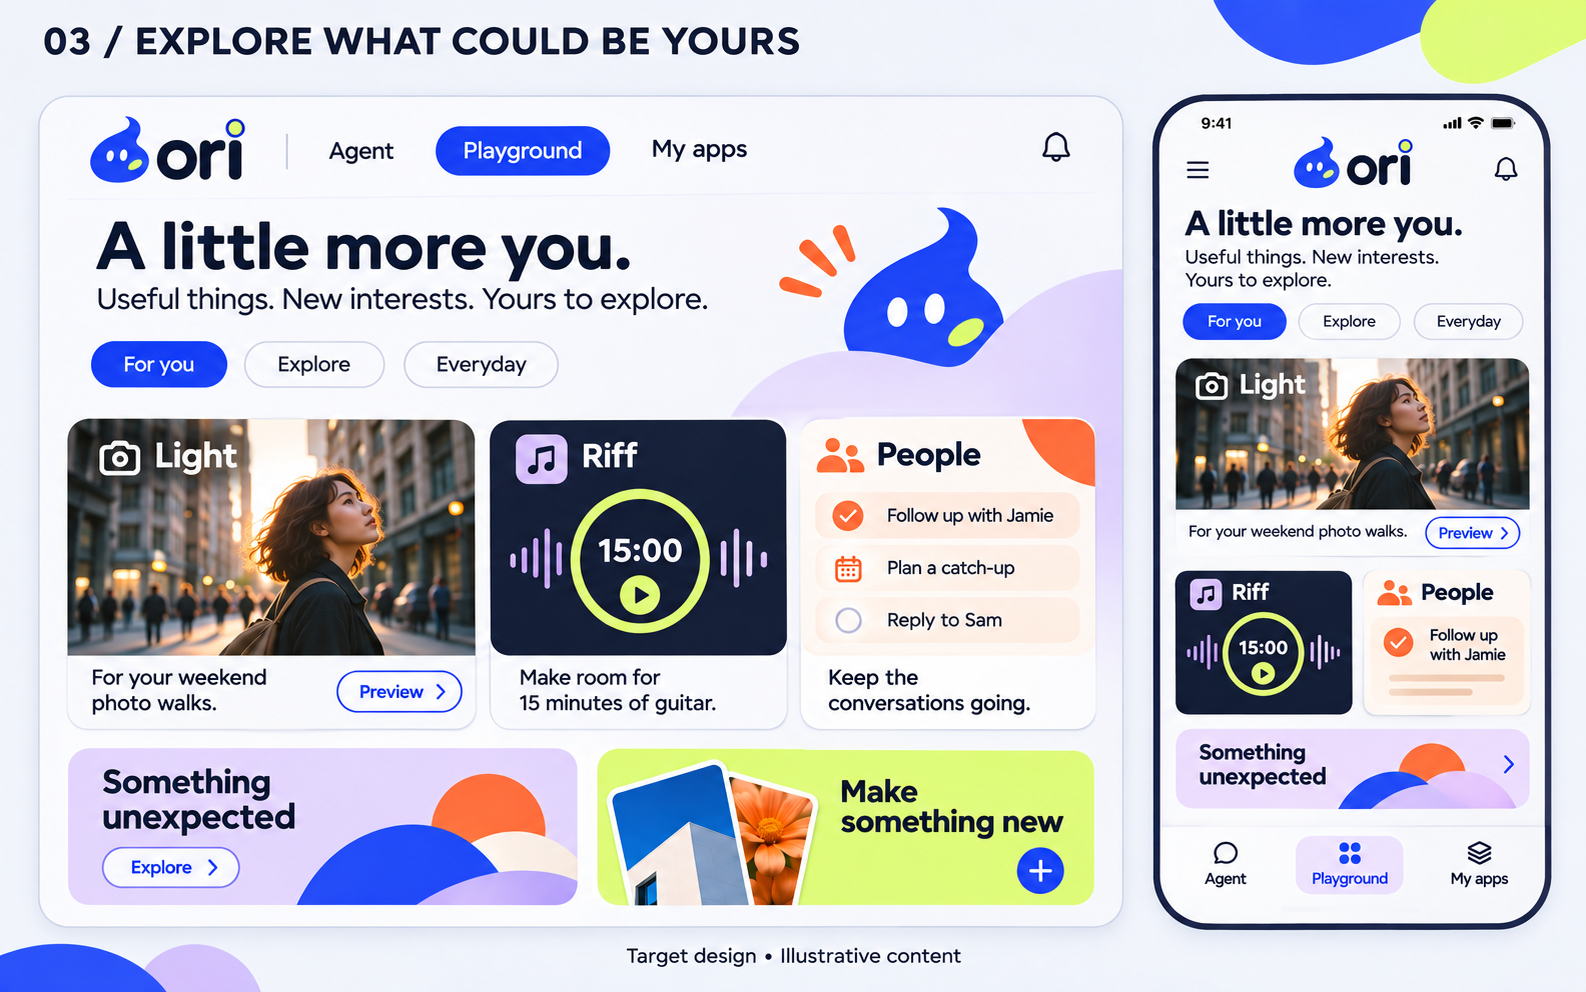 03 / EXPLORE WHAT COULD BE YOURS
ori
Agent
Playground
My apps
A little more you.
Useful things. New interests. Yours to explore.
For you
Explore
Everyday
Light
For your weekend
photo walks.
Preview
Riff
15:00
Make room for
15 minutes of guitar.
People
Follow up with Jamie
Plan a catch-up
Reply to Sam
Keep the
conversations going.
Something
unexpected
Explore
Make
something new
9:41
ori
A little more you.
Useful things. New interests.
Yours to explore.
For you
Explore
Everyday
Light
For your weekend photo walks.
Preview
Riff
15:00
People
Follow up
with Jamie
Something
unexpected
Agent
Playground
My apps
Target design • Illustrative content